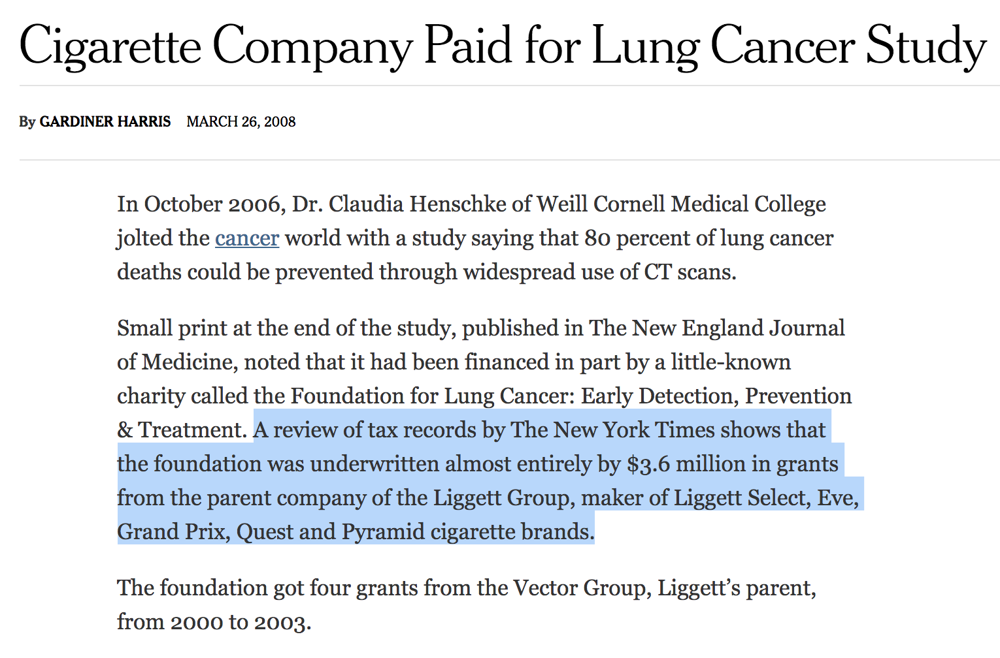 Cigarette Company Paid for Lung Cancer Study
By GARDINER HARRIS MARCH 26, 2008
In October 2006, Dr. Claudia Henschke of Weill Cornell Medical College
jolted the cancer world with a study saying that 80 percent of lung cancer
deaths could be prevented through widespread use of CT scans.
Small print at the end of the study, published in The New England Journal
of Medicine, noted that it had been financed in part by a little-known
charity called the Foundation for Lung Cancer: Early Detection, Prevention
& Treatment. A review of tax records by The New York Times shows that
the foundation was underwritten almost entirely by $3.6 million in grants
from the parent company of the Liggett Group, maker of Liggett Select, Eve,
Grand Prix, Quest and Pyramid cigarette brands.
The foundation got four grants from the Vector Group, Liggett’s parent,
from 2000 to 2003.